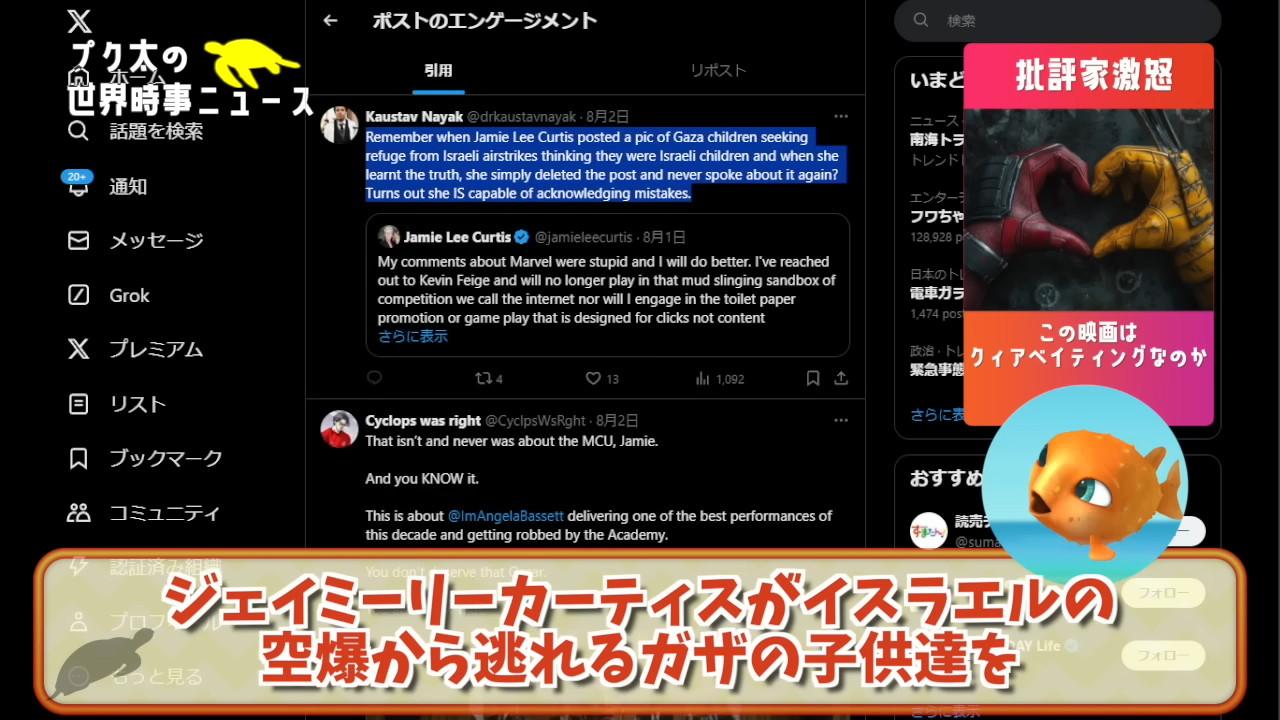 プク太の
世界時事ニュース
ホーム
話題を検索
20+
通知
メッセージ
Grok
プレミアム
リスト
ブックマーク
コミュニティ
認証済み組織
プロフィール
もっと見る
ポストのエンゲージメント
引用
リポスト
Kaustav Nayak @drkaustavnayak · 8月2日
Remember when Jamie Lee Curtis posted a pic of Gaza children seeking
refuge from Israeli airstrikes thinking they were Israeli children and when she
learnt the truth, she simply deleted the post and never spoke about it again?
Turns out she IS capable of acknowledging mistakes.
Jamie Lee Curtis @jamieleecurtis · 8月1日
My comments about Marvel were stupid and I will do better. I've reached
out to Kevin Feige and will no longer play in that mud slinging sandbox of
competition we call the internet nor will I engage in the toilet paper
promotion or game play that is designed for clicks not content
さらに表示
4
13
1,092
Cyclops was right @CyclpsWsRght · 8月2日
That isn't and never was about the MCU, Jamie.
And you KNOW it.
This is about @ImAngelaBassett delivering one of the best performances of
this decade and getting robbed by the Academy.
You don't deserve that Oscar.
検索
いまど
ニュース ·
南海トラ
トレンド
エンター
フワちゃ
128,928 p
日本のトレ
電車ガラ
1,474 post
政治 · トレ
緊急事態
さらに表
おすすめ
読売テ
@suma
フォロー
DAY Life
フォロー
さらに表示
批評家激怒
この映画は
クィアベイティングなのか
ジェイミーリーカーティスがイスラエルの
空爆から逃れるガザの子供達を